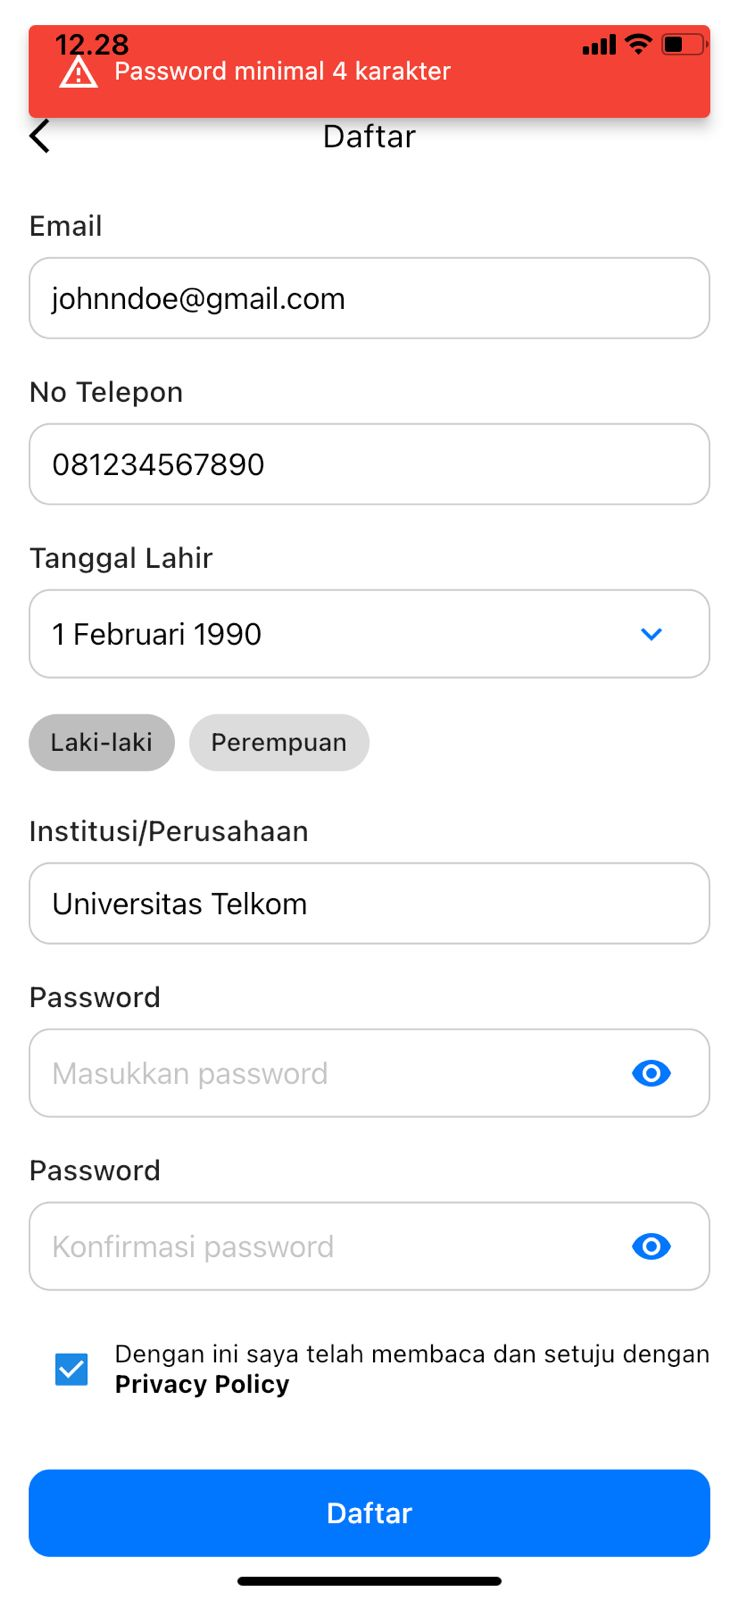 12.28
Password minimal 4 karakter
Daftar
Email
johnndoe@gmail.com
No Telepon
081234567890
Tanggal Lahir
1 Februari 1990
Laki-laki Perempuan
Institusi/Perusahaan
Universitas Telkom
Password
Masukkan password
Password
Konfirmasi password
Dengan ini saya telah membaca dan setuju dengan
Privacy Policy
Daftar